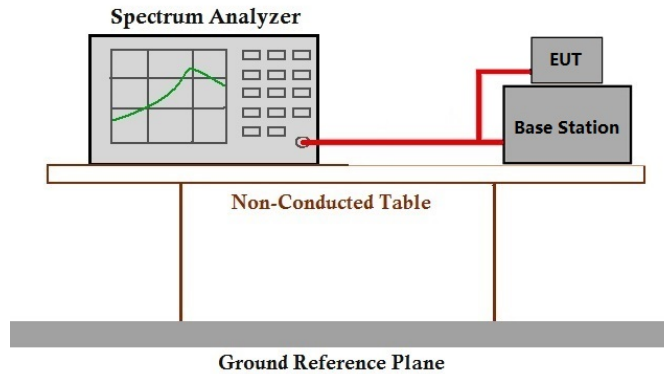 Spectrum Analyzer
EUT
Base Station
Non-Conducted Table
Ground Reference Plane